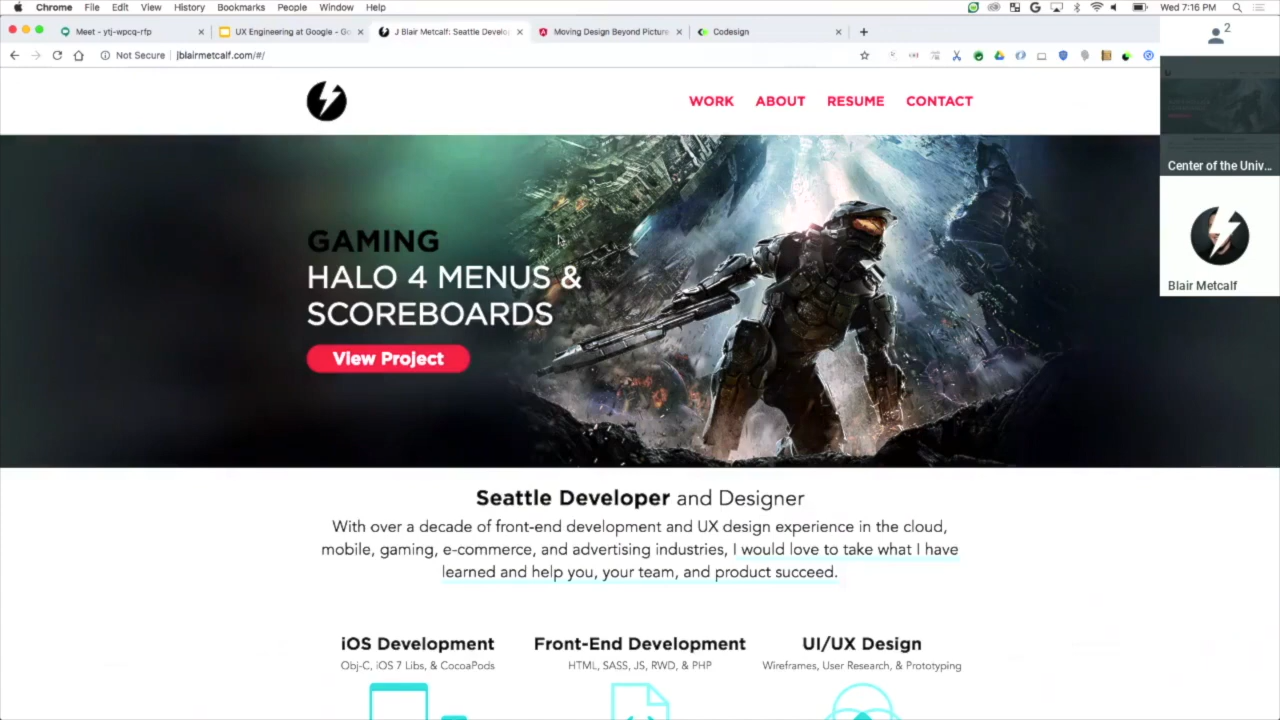 Chrome File Edit View History Bookmarks People Window Help Wed 7:16 PM
Meet - ytj-wpcq-rfp
UX Engineering at Google - Go
J Blair Metcalf: Seattle Develo
Moving Design Beyond Picture
Codesign
Not Secure jblairmetcalf.com/#/
2
WORK ABOUT RESUME CONTACT
Center of the Univ...
Blair Metcalf
GAMING
HALO 4 MENUS &
SCOREBOARDS
View Project
Seattle Developer and Designer
With over a decade of front-end development and UX design experience in the cloud,
mobile, gaming, e-commerce, and advertising industries, I would love to take what I have
learned and help you, your team, and product succeed.
iOS Development Front-End Development UI/UX Design
Obj-C, iOS 7 Libs, & CocoaPods HTML, SASS, JS, RWD, & PHP Wireframes, User Research, & Prototyping